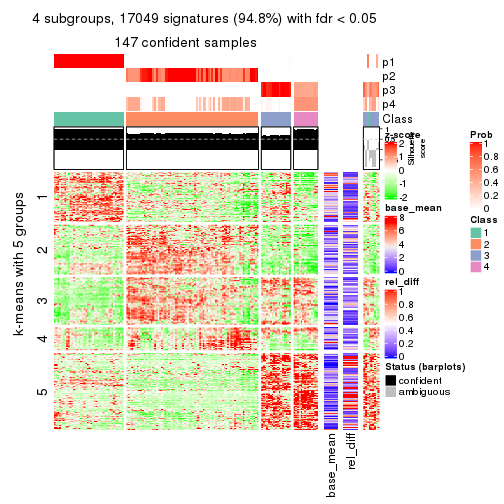 4 subgroups, 17049 signatures (94.8%) with fdr < 0.05
147 confident samples
p1
p2
p3
p4
Class
Silhouette
score
k-means with 5 groups
1
2
3
4
5
base_mean
rel_diff
z-score
2
1
0
-1
-2
base_mean
8
6
4
2
0
rel_diff
1
0.8
0.6
0.4
0.2
0
Status (barplots)
confident
ambiguous
Prob
1
0.8
0.6
0.4
0.2
0
Class
1
2
3
4